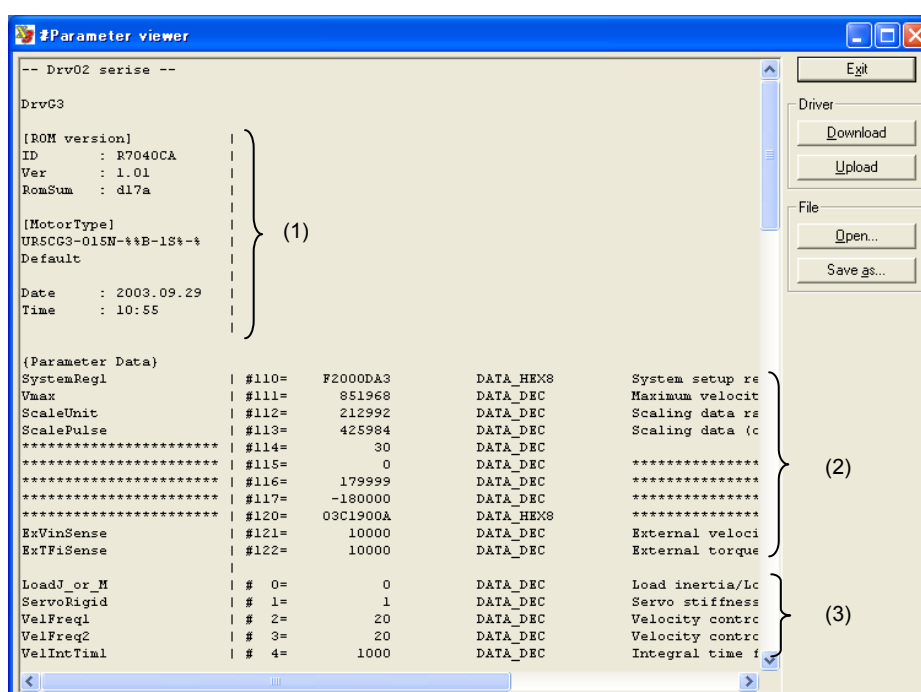 #Parameter viewer
-- Drv02 serise --
DrvG3
[ROM version] |
ID : R7040CA |
Ver : 1.01 |
RomSum : d17a |
|
[MotorType] |
UR5CG3-015N-%%B-1S%-% |
Default |
|
Date : 2003.09.29 |
Time : 10:55 |
|
(1)
{Parameter Data}
SystemReg1 | #110= F2000DA3 DATA_HEX8 System setup re
Vmax | #111= 851968 DATA_DEC Maximum velocit
ScaleUnit | #112= 212992 DATA_DEC Scaling data ra
ScalePulse | #113= 425984 DATA_DEC Scaling data (c
*********************** | #114= 30 DATA_DEC
*********************** | #115= 0 DATA_DEC ***************
*********************** | #116= 179999 DATA_DEC ***************
*********************** | #117= -180000 DATA_DEC ***************
*********************** | #120= 03C1900A DATA_HEX8 ***************
ExVinSense | #121= 10000 DATA_DEC External veloci
ExTFiSense | #122= 10000 DATA_DEC External torque
|
(2)
LoadJ_or_M | # 0= 0 DATA_DEC Load inertia/Lo
ServoRigid | # 1= 1 DATA_DEC Servo stiffness
VelFreq1 | # 2= 20 DATA_DEC Velocity contro
VelFreq2 | # 3= 20 DATA_DEC Velocity contro
VelIntTim1 | # 4= 1000 DATA_DEC Integral time f
(3)
Exit
Driver
Download
Upload
File
Open...
Save as...